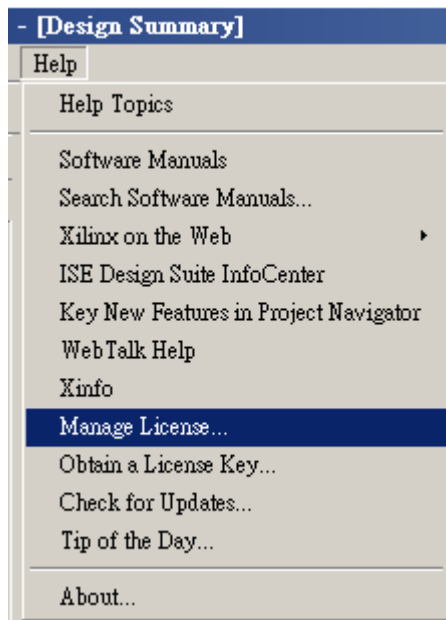 - [Design Summary]
Help
Help Topics
Software Manuals
Search Software Manuals...
Xilinx on the Web
ISE Design Suite InfoCenter
Key New Features in Project Navigator
WebTalk Help
Xinfo
Manage License...
Obtain a License Key...
Check for Updates...
Tip of the Day...
About...